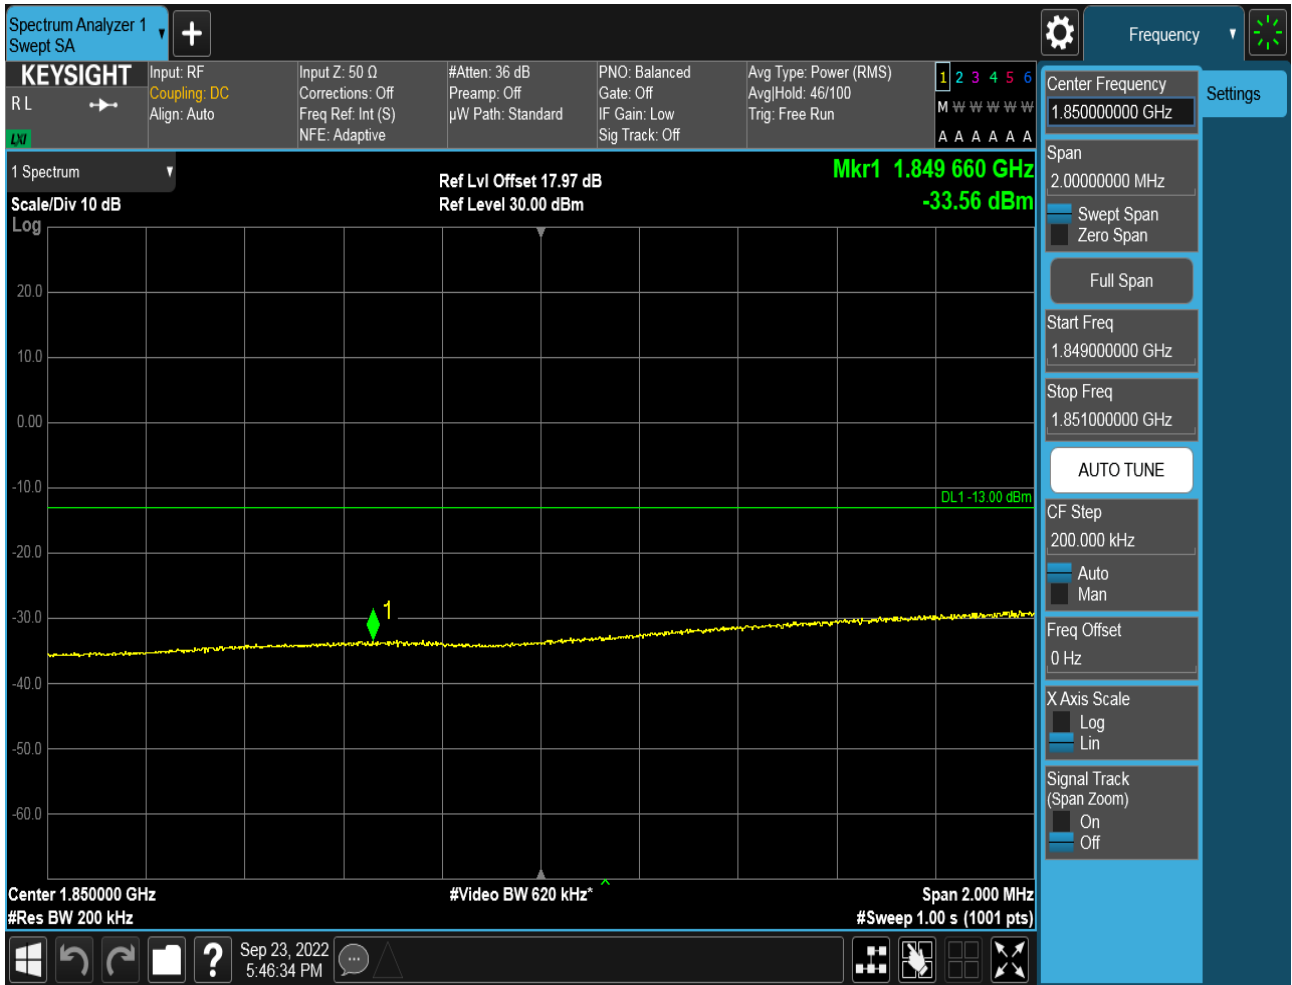 Spectrum Analyzer 1
Swept SA
Frequency
KEYSIGHT
R L
LXI
Input: RF
Coupling: DC
Align: Auto
Input Z: 50 Ω
Corrections: Off
Freq Ref: Int (S)
NFE: Adaptive
#Atten: 36 dB
Preamp: Off
µW Path: Standard
PNO: Balanced
Gate: Off
IF Gain: Low
Sig Track: Off
Avg Type: Power (RMS)
Avg|Hold: 46/100
Trig: Free Run
1 2 3 4 5 6
M W W W W W
A A A A A A
1 Spectrum
Scale/Div 10 dB
Log
Ref Lvl Offset 17.97 dB
Ref Level 30.00 dBm
Mkr1 1.849 660 GHz
-33.56 dBm
20.0
10.0
0.00
-10.0
DL1 -13.00 dBm
-20.0
1
-30.0
-40.0
-50.0
-60.0
Center 1.850000 GHz
#Res BW 200 kHz
#Video BW 620 kHz*
Span 2.000 MHz
#Sweep 1.00 s (1001 pts)
?
Sep 23, 2022
5:46:34 PM
Center Frequency
1.850000000 GHz
Settings
Span
2.00000000 MHz
Swept Span
Zero Span
Full Span
Start Freq
1.849000000 GHz
Stop Freq
1.851000000 GHz
AUTO TUNE
CF Step
200.000 kHz
Auto
Man
Freq Offset
0 Hz
X Axis Scale
Log
Lin
Signal Track
(Span Zoom)
On
Off